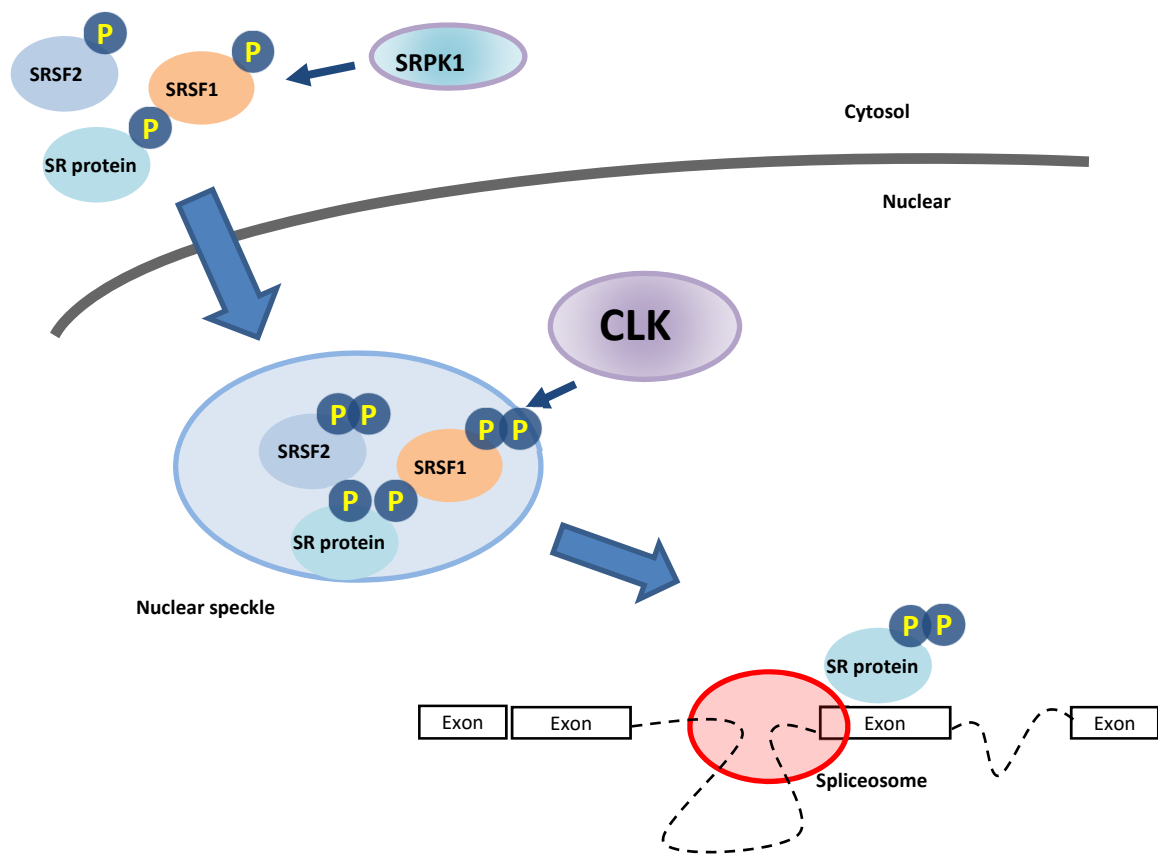 P
SRSF2
P
SRSF1
SRPK1
P
SR protein
Cytosol
Nuclear
CLK
P P
SRSF2
P P
SRSF1
P P
SR protein
Nuclear speckle
P P
SR protein
Exon
Exon
Exon
Exon
Spliceosome